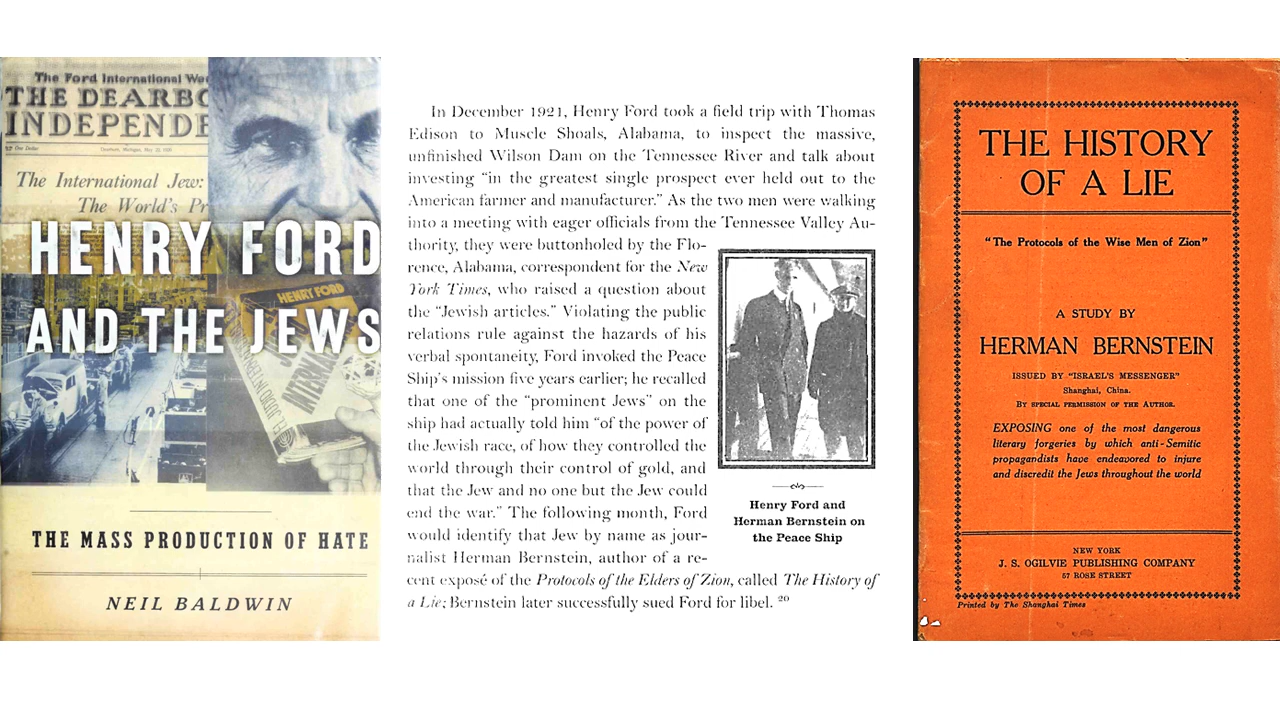 The Ford International Wee
THE DEARBO
INDEPENDE
One Dollar
Dearborn, Michigan, May 22, 1920
The International Jew:
The World's Pr
HENRY FORD
AND THE JEWS
HENRY FORD
INTERNATIONAL
EL JUDIO INTERN
THE MASS PRODUCTION OF HATE
NEIL BALDWIN
In December 1921, Henry Ford took a field trip with Thomas
Edison to Muscle Shoals, Alabama, to inspect the massive,
unfinished Wilson Dam on the Tennessee River and talk about
investing “in the greatest single prospect ever held out to the
American farmer and manufacturer.” As the two men were walking
into a meeting with eager officials from the Tennessee Valley Au-
thority, they were buttonholed by the Flo-
rence, Alabama, correspondent for the New
York Times, who raised a question about
the “Jewish articles.” Violating the public
relations rule against the hazards of his
verbal spontaneity, Ford invoked the Peace
Ship's mission five years earlier; he recalled
that one of the “prominent Jews” on the
ship had actually told him “of the power of
the Jewish race, of how they controlled the
world through their control of gold, and
that the Jew and no one but the Jew could
end the war.” The following month, Ford
would identify that Jew by name as jour-
nalist Herman Bernstein, author of a re-
cent exposé of the Protocols of the Elders of Zion, called The History of
a Lie; Bernstein later successfully sued Ford for libel. 20
Henry Ford and
Herman Bernstein on
the Peace Ship
THE HISTORY
OF A LIE
“The Protocols of the Wise Men of Zion”
A STUDY BY
HERMAN BERNSTEIN
ISSUED BY “ISRAEL'S MESSENGER”
Shanghai, China.
BY SPECIAL PERMISSION OF THE AUTHOR.
EXPOSING one of the most dangerous
literary forgeries by which anti-Semitic
propagandists have endeavored to injure
and discredit the Jews throughout the world
NEW YORK
J. S. OGILVIE PUBLISHING COMPANY
57 ROSE STREET
Printed by The Shanghai Times